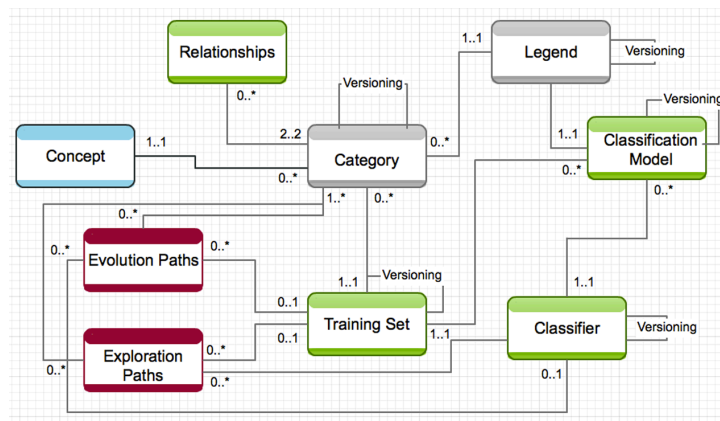 Relationships
0..*
Versioning
1..1
Legend
Versioning
Versioning
Concept
1..1
0..*
2..2
Category
0..*
1..1
Classification
Model
0..*
0..*
1..*
0..*
0..*
0..*
Evolution Paths
0..*
1..1
Versioning
0..1
Training Set
0..1
1..1
1..1
Classifier
Versioning
0..1
Exploration
Paths
0..*
0..*
0..*